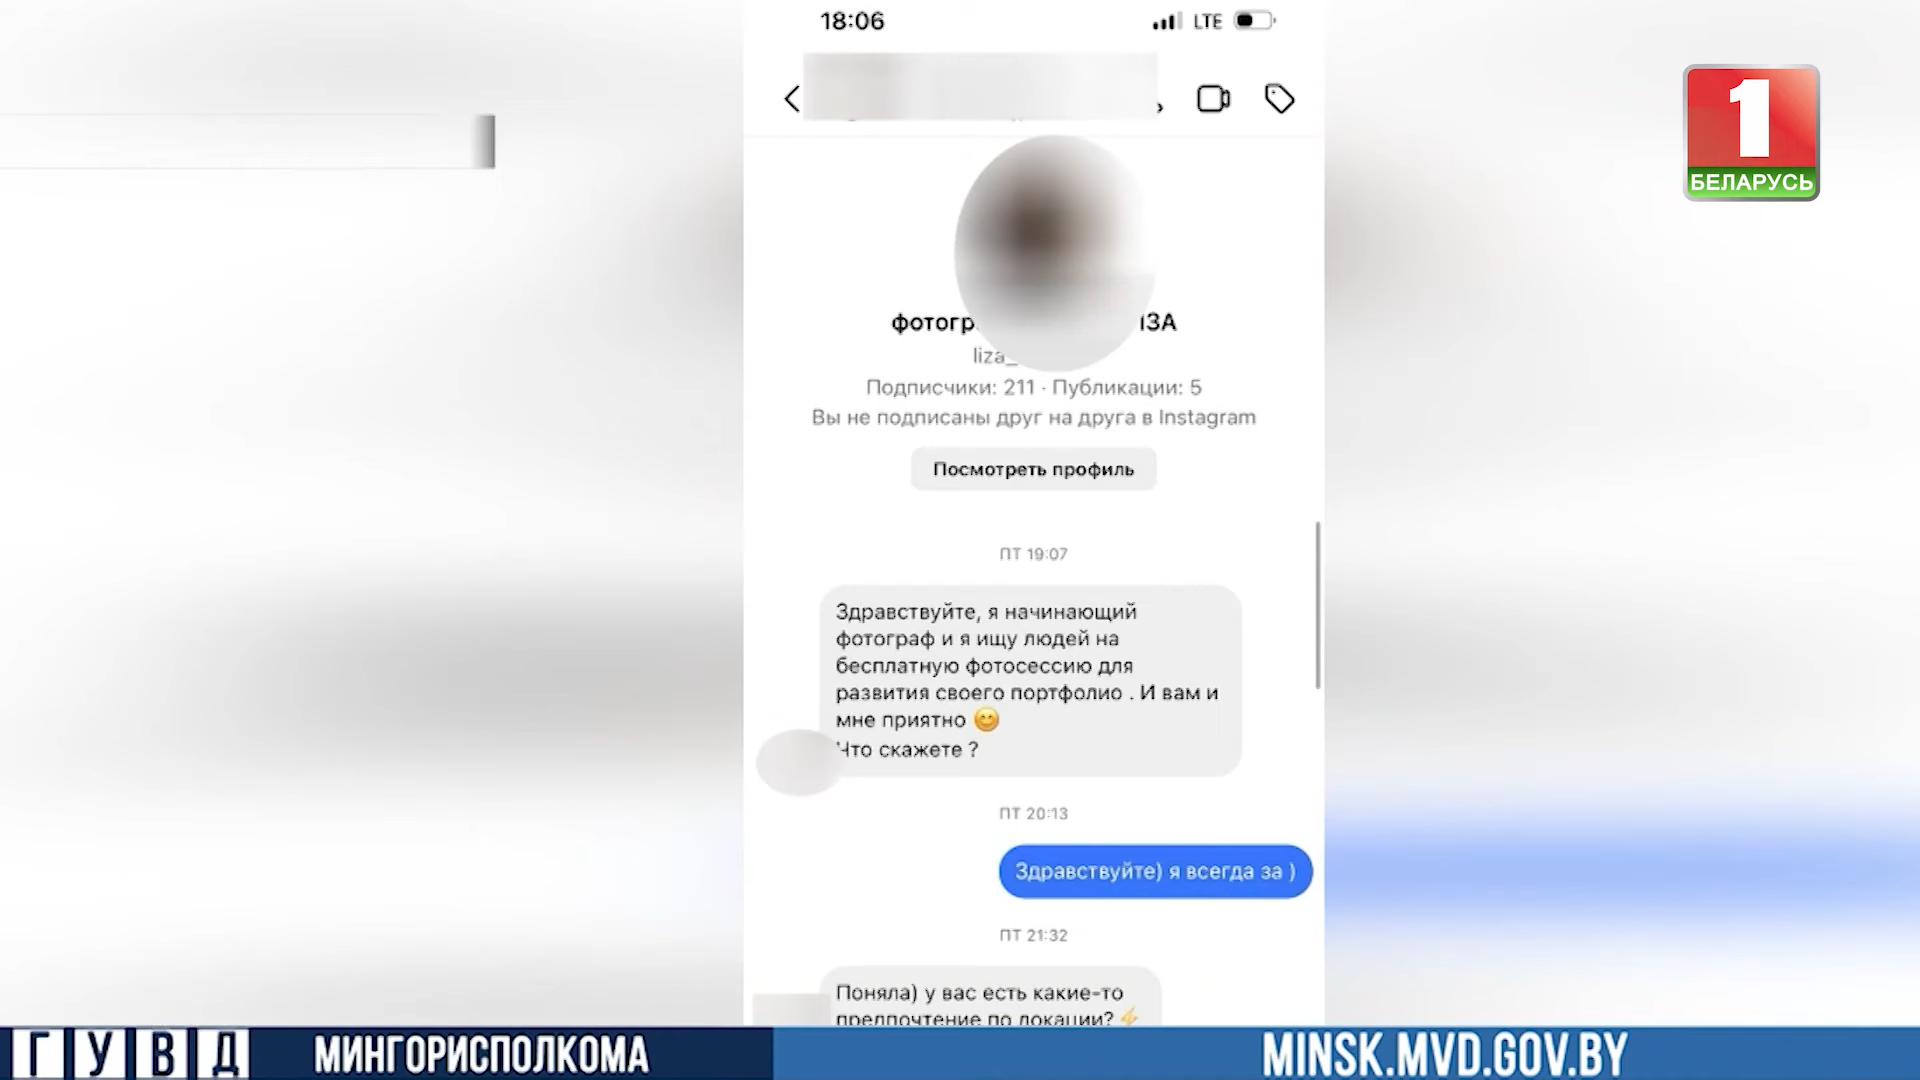 18:06
LTE
1
БЕЛАРУСЬ
liza_
Подписчики: 211 · Публикации: 5
Вы не подписаны друг на друга в Instagram
Посмотреть профиль
ПТ 19:07
Здравствуйте, я начинающий
фотограф и я ищу людей на
бесплатную фотосессию для
развития своего портфолио . И вам и
мне приятно 😊
Что скажете ?
ПТ 20:13
Здравствуйте) я всегда за )
ПТ 21:32
Поняла) у вас есть какие-то
предпочтение по локации? ⚡
ГУВД МИНГОРИСПОЛКОМА
MINSK.MVD.GOV.BY